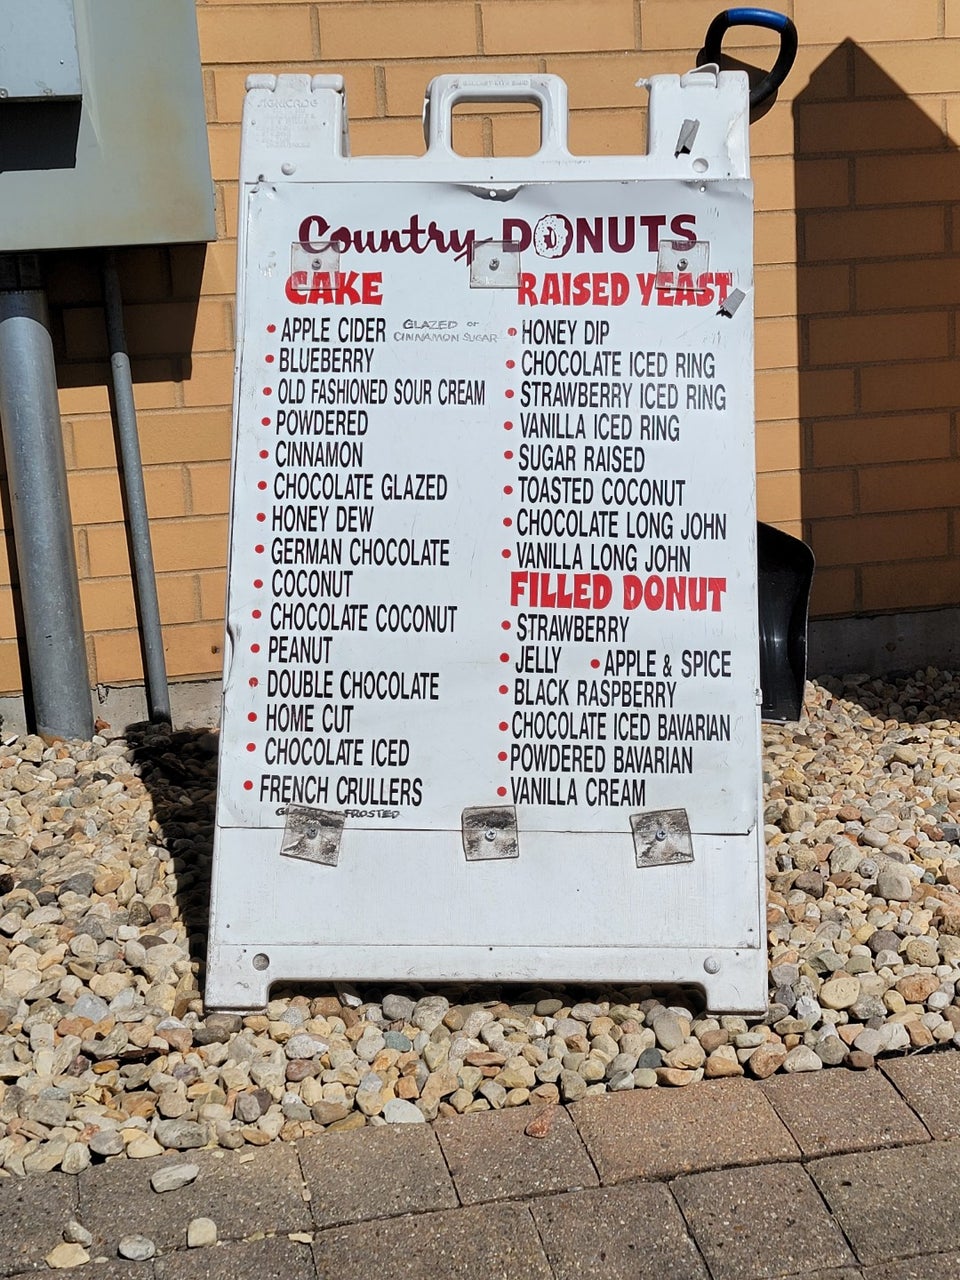 SIGNICADE
Country DONUTS
CAKE
APPLE CIDER GLAZED or CINNAMON SUGAR
BLUEBERRY
OLD FASHIONED SOUR CREAM
POWDERED
CINNAMON
CHOCOLATE GLAZED
HONEY DEW
GERMAN CHOCOLATE
COCONUT
CHOCOLATE COCONUT
PEANUT
DOUBLE CHOCOLATE
HOME CUT
CHOCOLATE ICED
FRENCH CRULLERS
FROSTED
RAISED YEAST
HONEY DIP
CHOCOLATE ICED RING
STRAWBERRY ICED RING
VANILLA ICED RING
SUGAR RAISED
TOASTED COCONUT
CHOCOLATE LONG JOHN
VANILLA LONG JOHN
FILLED DONUT
STRAWBERRY
JELLY • APPLE & SPICE
BLACK RASPBERRY
CHOCOLATE ICED BAVARIAN
POWDERED BAVARIAN
VANILLA CREAM